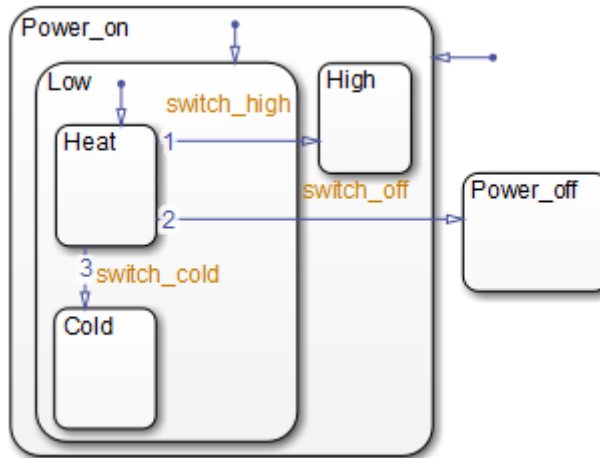 Power_on
Low
High
switch_high
Heat
1
switch_off
Power_off
2
3
switch_cold
Cold